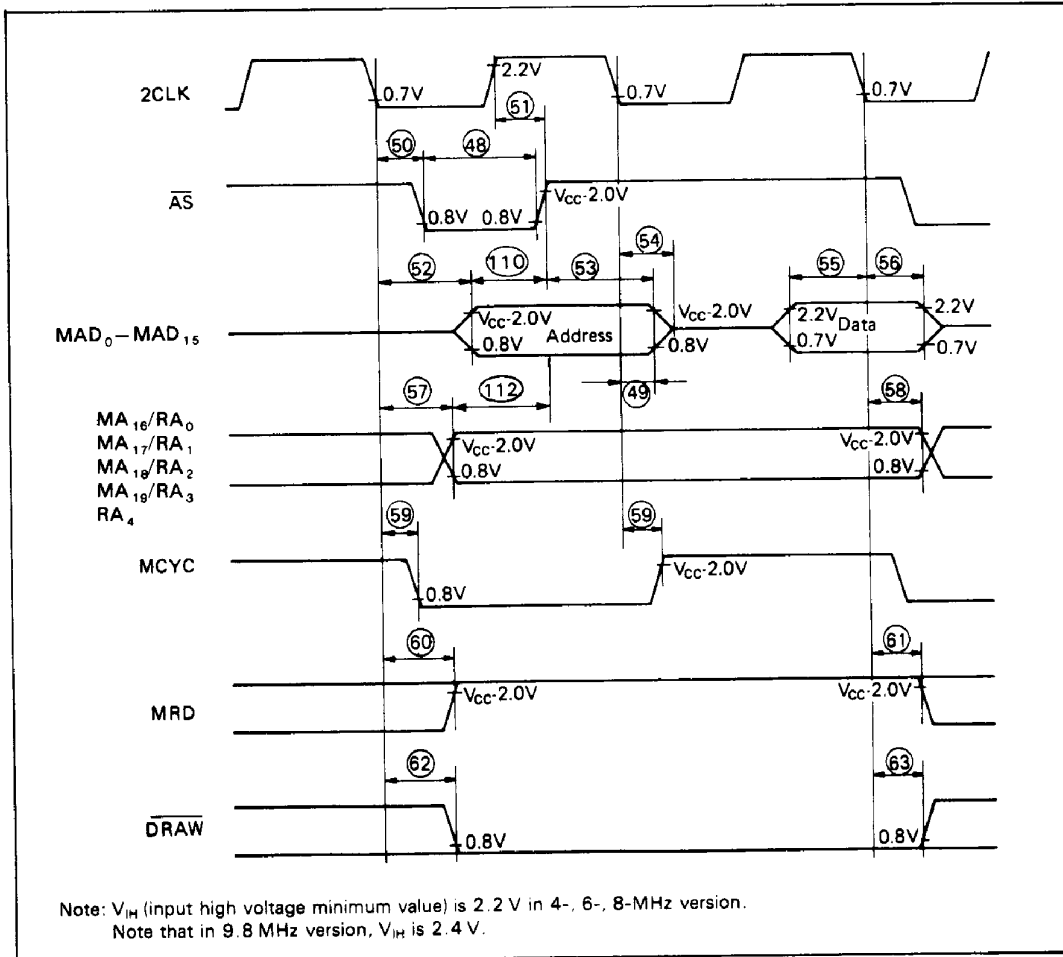 2CLK
0.7V
2.2V
0.7V
0.7V
51
50
48
AS
VCC-2.0V
0.8V 0.8V
54
52
110
53
55
56
MAD0–MAD15
VCC-2.0V
0.8V
Address
VCC-2.0V
0.8V
2.2V
0.7V
Data
2.2V
0.7V
49
57
112
58
MA16/RA0
MA17/RA1
MA18/RA2
MA19/RA3
RA4
VCC-2.0V
0.8V
VCC-2.0V
0.8V
59
59
MCYC
0.8V
VCC-2.0V
60
61
MRD
VCC-2.0V
VCC-2.0V
62
63
DRAW
0.8V
0.8V
Note: VIH (input high voltage minimum value) is 2.2 V in 4-, 6-, 8-MHz version.
Note that in 9.8 MHz version, VIH is 2.4 V.